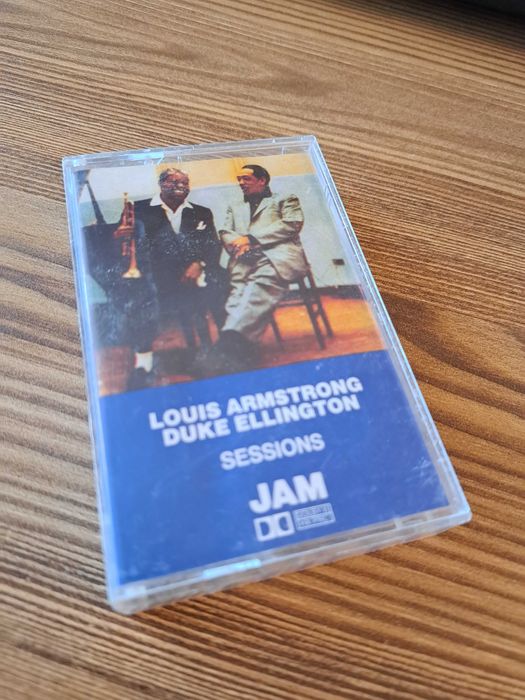 LOUIS ARMSTRONG
DUKE ELLINGTON
SESSIONS
JAM